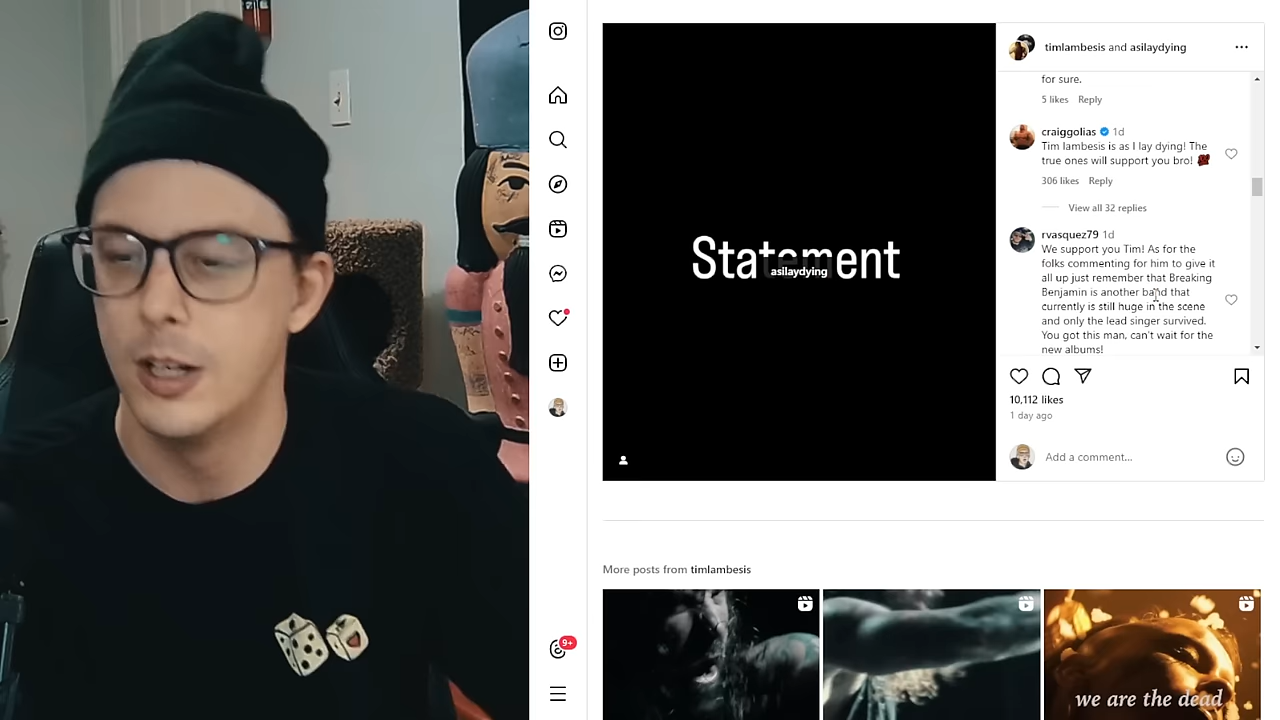 timlambesis and asilaydying
for sure.
5 likes Reply
craiggolias 1d
Tim lambesis is as I lay dying! The
true ones will support you bro!
306 likes Reply
View all 32 replies
rvasquez79 1d
We support you Tim! As for the
folks commenting for him to give it
all up just remember that Breaking
Benjamin is another band that
currently is still huge in the scene
and only the lead singer survived.
You got this man, can't wait for the
new albums!
Statement
asilaydying
10,112 likes
1 day ago
Add a comment...
More posts from timlambesis
we are the dead
9+